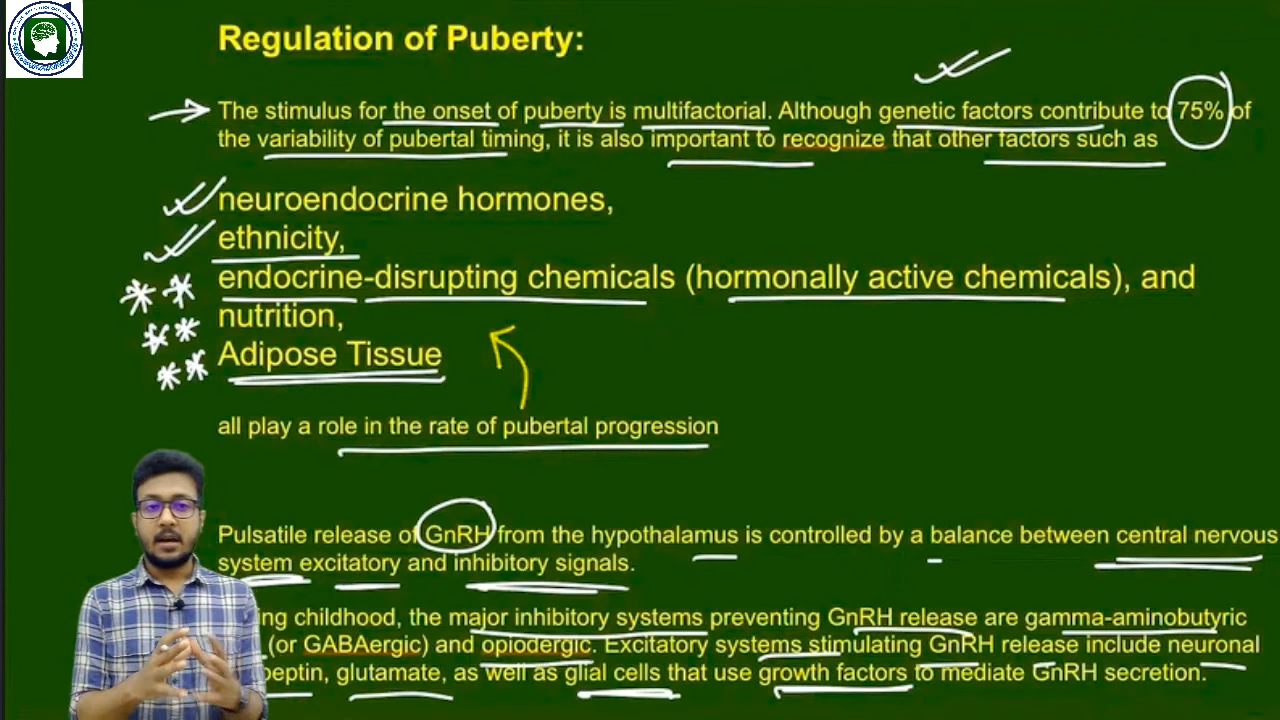 Regulation of Puberty:
The stimulus for the onset of puberty is multifactorial. Although genetic factors contribute to 75% of
the variability of pubertal timing, it is also important to recognize that other factors such as
neuroendocrine hormones,
ethnicity,
endocrine-disrupting chemicals (hormonally active chemicals), and
nutrition,
Adipose Tissue
all play a role in the rate of pubertal progression
Pulsatile release of GnRH from the hypothalamus is controlled by a balance between central nervous
system excitatory and inhibitory signals.
ing childhood, the major inhibitory systems preventing GnRH release are gamma-aminobutyric
(or GABAergic) and opiodergic. Excitatory systems stimulating GnRH release include neuronal
peptin, glutamate, as well as glial cells that use growth factors to mediate GnRH secretion.